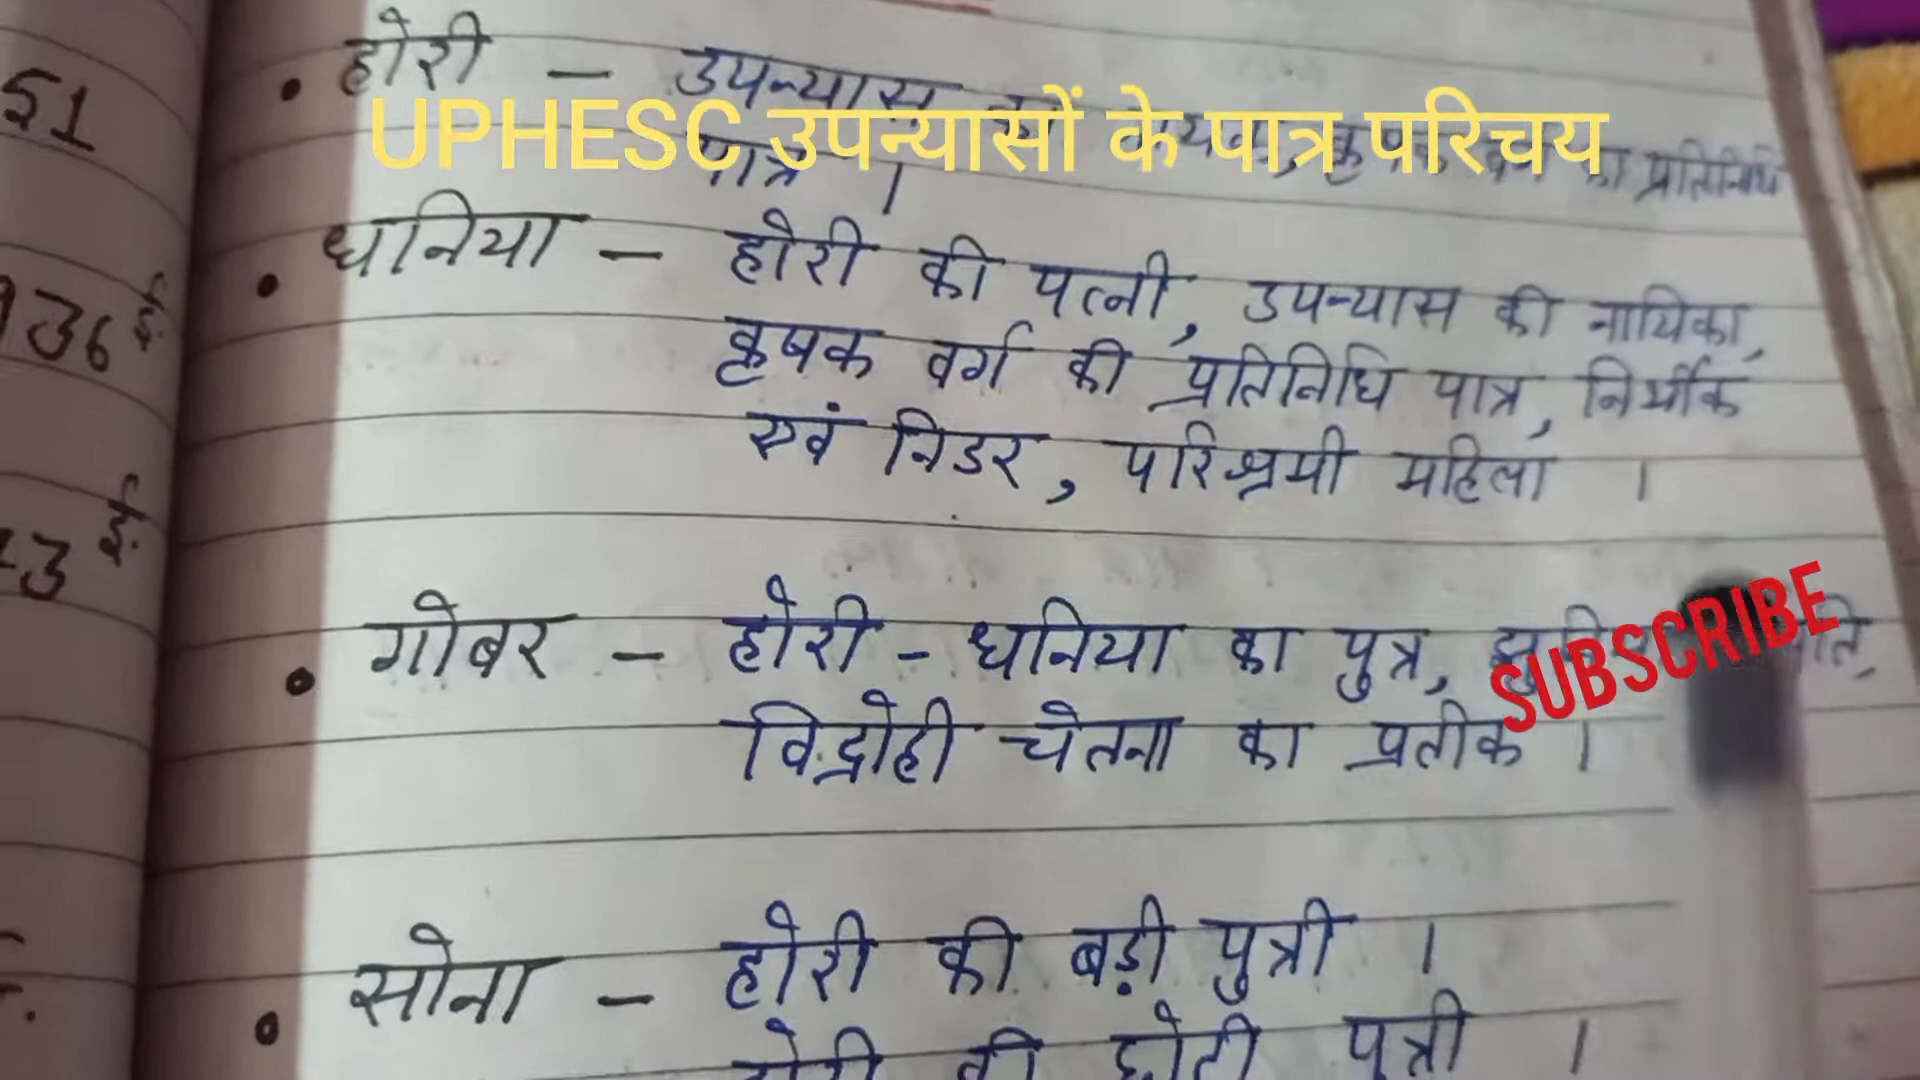 51
होरी – उपन्यास
UPHESC उपन्यासों के पात्र परिचय
का प्रतिनिधि
पात्र ।
धनिया – होरी की पत्नी, उपन्यास की नायिका,
36 ई.
कृषक वर्ग की प्रतिनिधि पात्र, निर्भीक
एवं निडर, परिश्रमी महिला ।
3 ई.
गोबर – होरी - धनिया का पुत्र,
SUBSCRIBE
विद्रोही चेतना का प्रतीक ।
सोना – होरी की बड़ी पुत्री ।
होरी की छोटी पुत्री ।